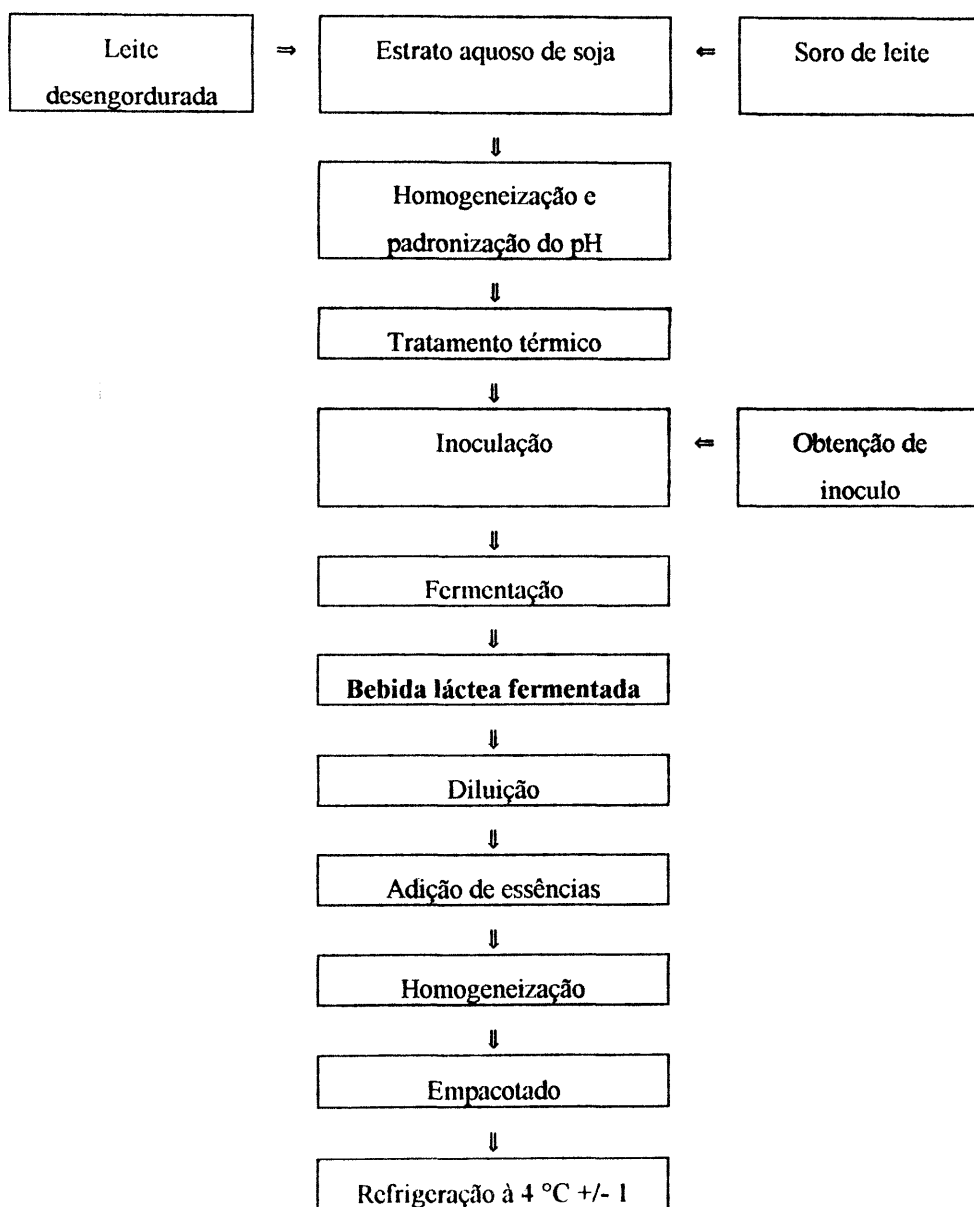 Leite ⇒ Estrato aquoso de soja ⇐ Soro de leite
desengordurada
⇓
Homogeneização e
padronização do pH
⇓
Tratamento térmico
⇓
Inoculação ⇐ Obtenção de
inoculo
⇓
Fermentação
⇓
Bebida láctea fermentada
⇓
Diluição
⇓
Adição de essências
⇓
Homogeneização
⇓
Empacotado
⇓
Refrigeração à 4 °C +/- 1